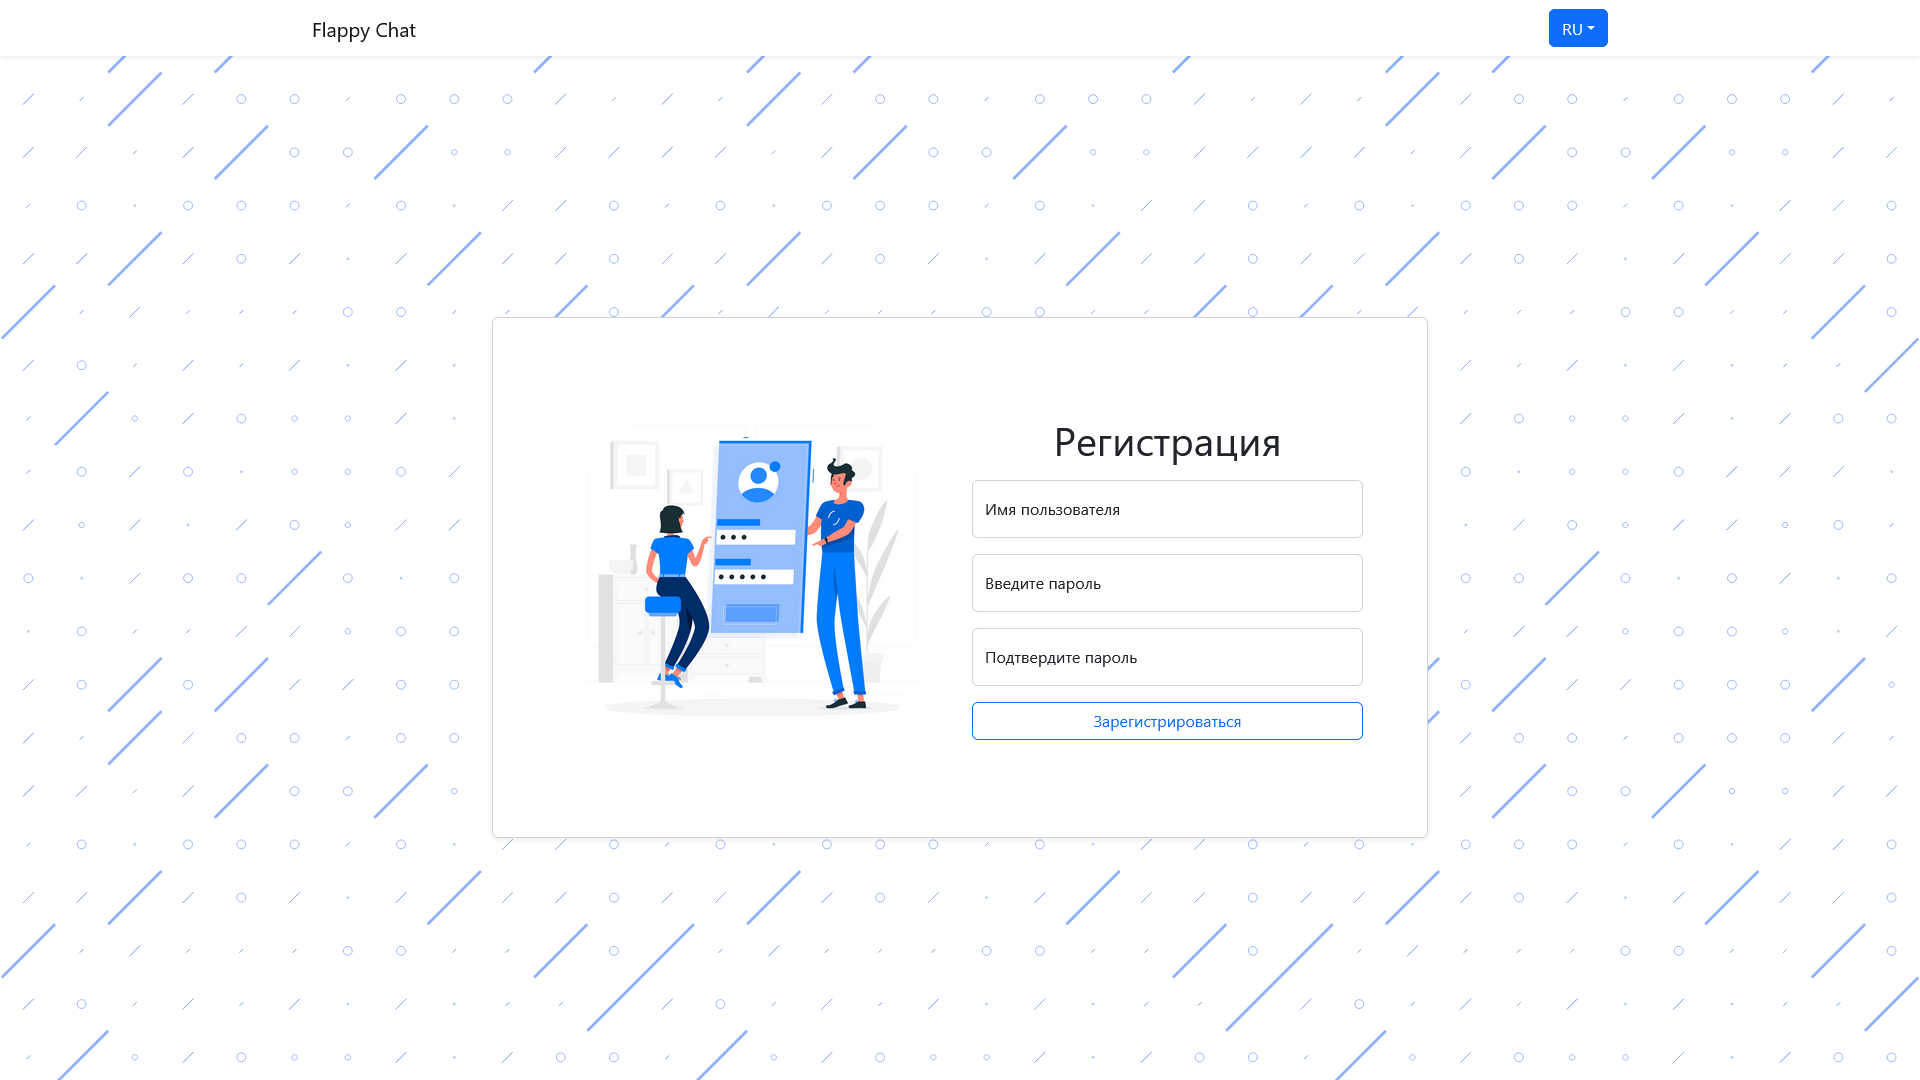 Flappy Chat
RU
Регистрация
Имя пользователя
Введите пароль
Подтвердите пароль
Зарегистрироваться